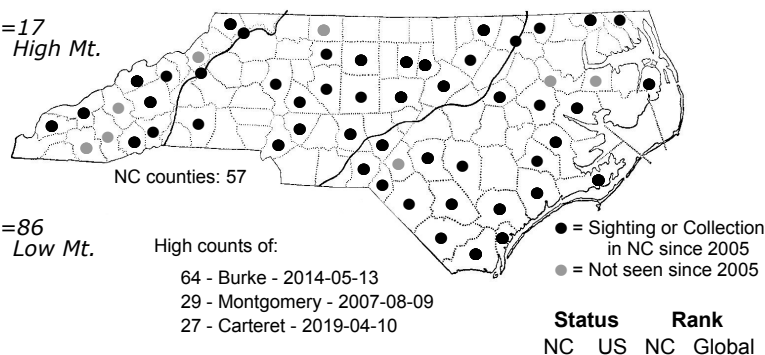 =17
High Mt.
NC counties: 57
=86
Low Mt.
High counts of:
64 - Burke - 2014-05-13
29 - Montgomery - 2007-08-09
27 - Carteret - 2019-04-10
● = Sighting or Collection
in NC since 2005
● = Not seen since 2005
Status Rank
NC US NC Global